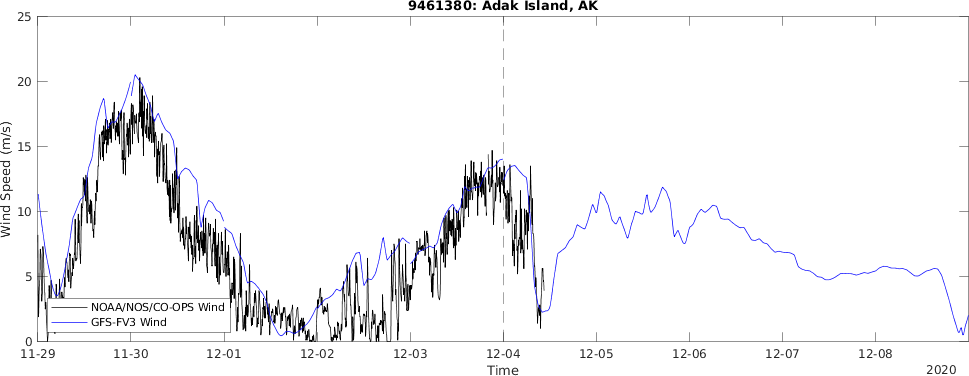 9461380: Adak Island, AK
Wind Speed (m/s)
25
20
15
10
5
0
NOAA/NOS/CO-OPS Wind
GFS-FV3 Wind
11-29 11-30 12-01 12-02 12-03 12-04 12-05 12-06 12-07 12-08
Time
2020